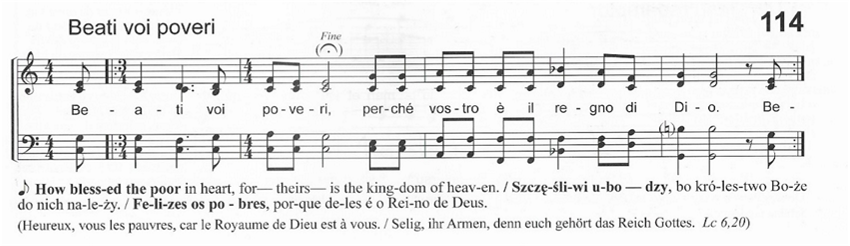 Beati voi poveri
114
Fine
Be - a - ti voi po - ve - ri, per-ché vos - tro è il re - gno di Di - o. Be -
♪ How bless-ed the poor in heart, for— theirs— is the king-dom of heav-en. / Szczę-śli-wi u-bo — dzy, bo kró-les-two Bo-że
do nich na-le-ży. / Fe-li-zes os po - bres, por-que de-les é o Rei-no de Deus.
(Heureux, vous les pauvres, car le Royaume de Dieu est à vous. / Selig, ihr Armen, denn euch gehört das Reich Gottes. Lc 6,20)